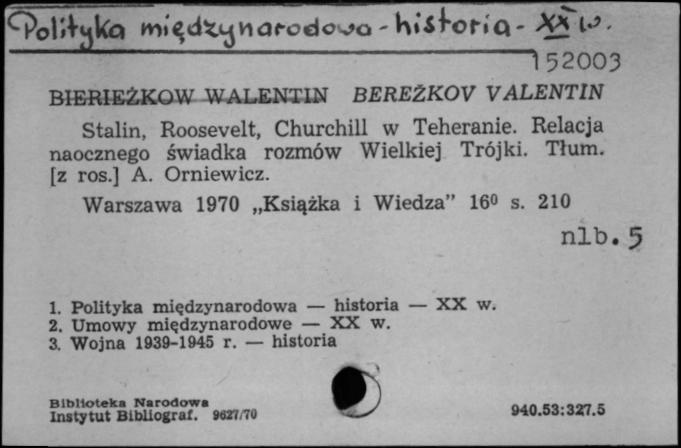 Polityka międzynarodowa - historia - XX w.
152003
BIERIEŻKOW WALENTIN BEREŽKOV VALENTIN
Stalin, Roosevelt, Churchill w Teheranie. Relacja
naocznego świadka rozmów Wielkiej Trójki. Tłum.
[z ros.] A. Orniewicz.
Warszawa 1970 „Książka i Wiedza” 16⁰ s. 210
nlb. 5
1. Polityka międzynarodowa — historia — XX w.
2. Umowy międzynarodowe — XX w.
3. Wojna 1939-1945 r. — historia
Biblioteka Narodowa
Instytut Bibliograf. 9627/70
940.53:327.5